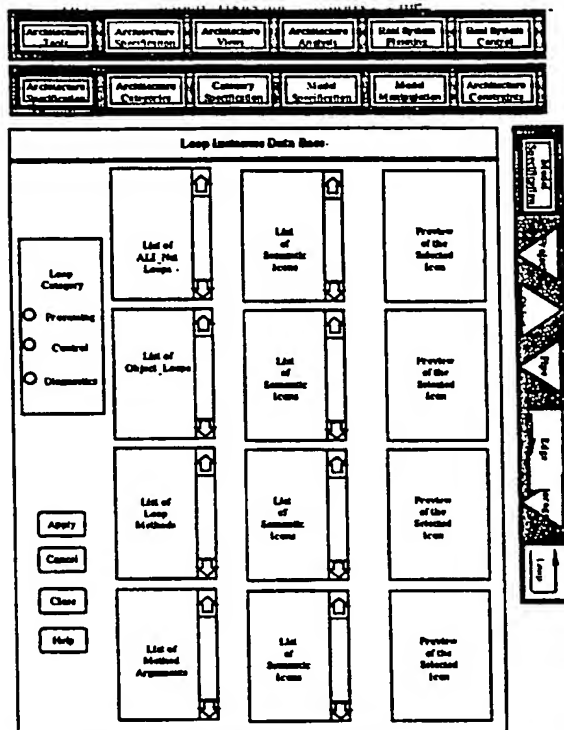 Architecture
Tools
Architecture
Specification
Architecture
Views
Architecture
Analysis
Real System
Planning
Real System
Control
Architecture
Specification
Architecture
Categories
Category
Specification
Model
Specification
Model
Manipulation
Architecture
Constraints
Loop Instance Data Base
Loop
Category
Processing
Control
Diagnostics
List of
ALI_Net
Loops
List
of
Semantic
Icons
Preview
of the
Selected
Icon
List of
Object_Loops
List
of
Semantic
Icons
Preview
of the
Selected
Icon
List of
Loop
Methods
List
of
Semantic
Icons
Preview
of the
Selected
Icon
List of
Method
Arguments
List
of
Semantic
Icons
Preview
of the
Selected
Icon
Apply
Cancel
Close
Help
Model
Specification
Pipe
Edge
Loop